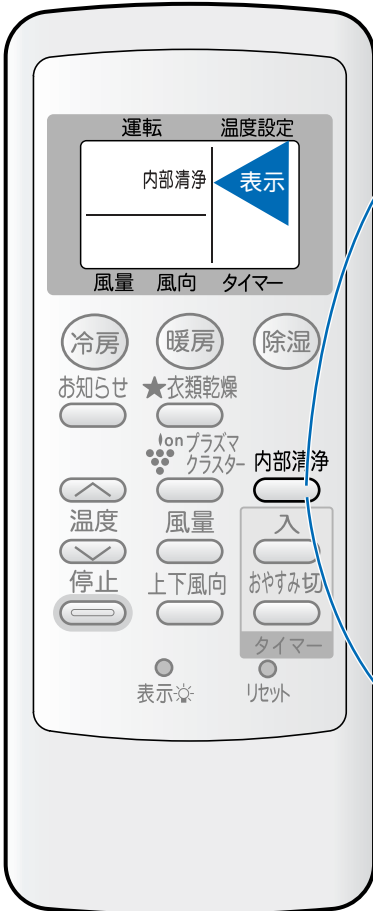 運転 温度設定
内部清浄 表示
風量 風向 タイマー
冷房 暖房 除湿
お知らせ ★衣類乾燥
ion プラズマ
クラスター 内部清浄
温度 風量 入
停止 上下風向 おやすみ切
タイマー
表示 リセット